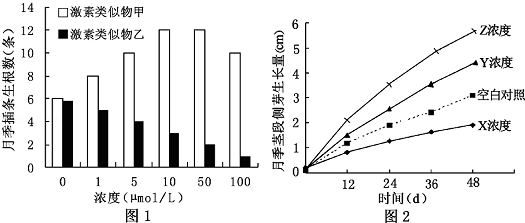 月季插条生根数(条)
14
12
10
8
6
4
2
0
激素类似物甲
激素类似物乙
0 1 5 10 50 100
浓度(μmol/L)
图1
月季茎段侧芽生长量(cm)
6
5
4
3
2
1
0
Z浓度
Y浓度
空白对照
X浓度
12 24 36 48
时间(d)
图2